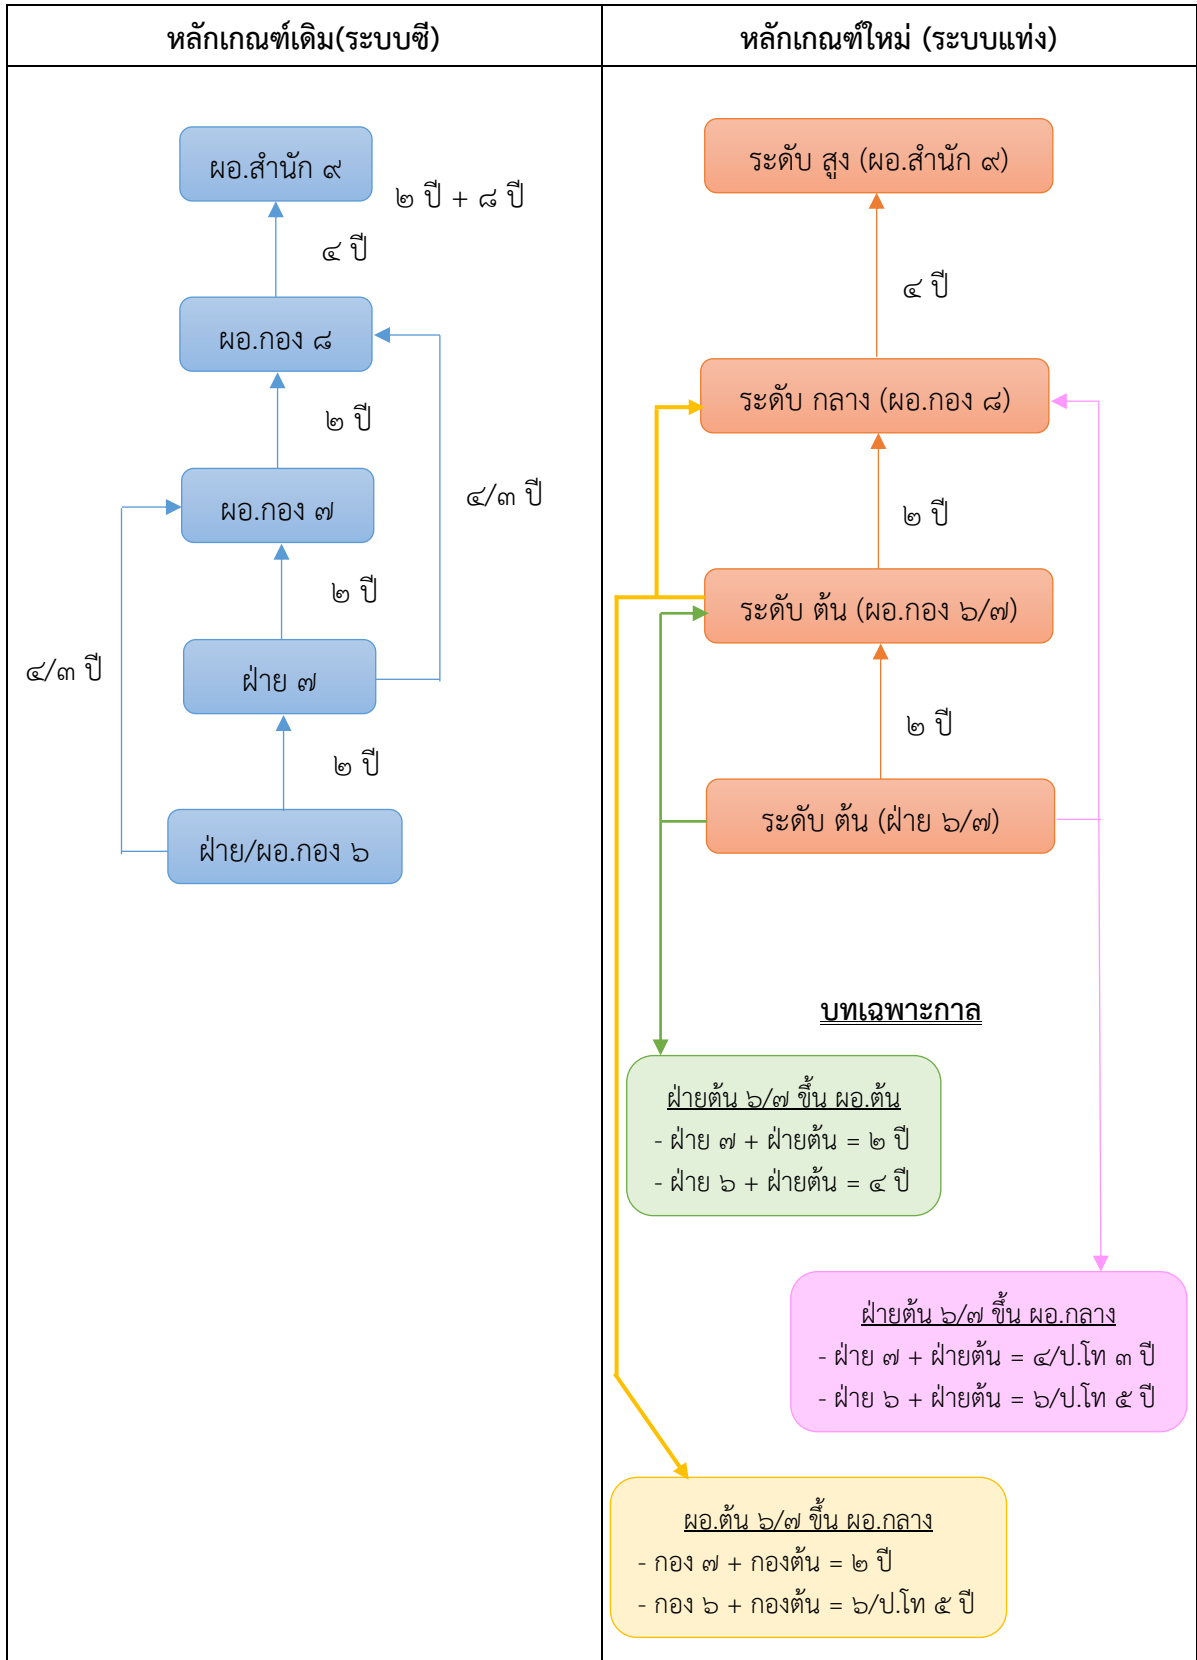 หลักเกณฑ์เดิม(ระบบซี)
ผอ.สำนัก ๙
๒ ปี + ๘ ปี
๔ ปี
ผอ.กอง ๘
๒ ปี
๔/๓ ปี
ผอ.กอง ๗
๒ ปี
๔/๓ ปี
ฝ่าย ๗
๒ ปี
ฝ่าย/ผอ.กอง ๖
หลักเกณฑ์ใหม่ (ระบบแท่ง)
ระดับ สูง (ผอ.สำนัก ๙)
๔ ปี
ระดับ กลาง (ผอ.กอง ๘)
๒ ปี
ระดับ ต้น (ผอ.กอง ๖/๗)
๒ ปี
ระดับ ต้น (ฝ่าย ๖/๗)
บทเฉพาะกาล
ฝ่ายต้น ๖/๗ ขึ้น ผอ.ต้น
- ฝ่าย ๗ + ฝ่ายต้น = ๒ ปี
- ฝ่าย ๖ + ฝ่ายต้น = ๔ ปี
ฝ่ายต้น ๖/๗ ขึ้น ผอ.กลาง
- ฝ่าย ๗ + ฝ่ายต้น = ๔/ป.โท ๓ ปี
- ฝ่าย ๖ + ฝ่ายต้น = ๖/ป.โท ๕ ปี
ผอ.ต้น ๖/๗ ขึ้น ผอ.กลาง
- กอง ๗ + กองต้น = ๒ ปี
- กอง ๖ + กองต้น = ๖/ป.โท ๕ ปี